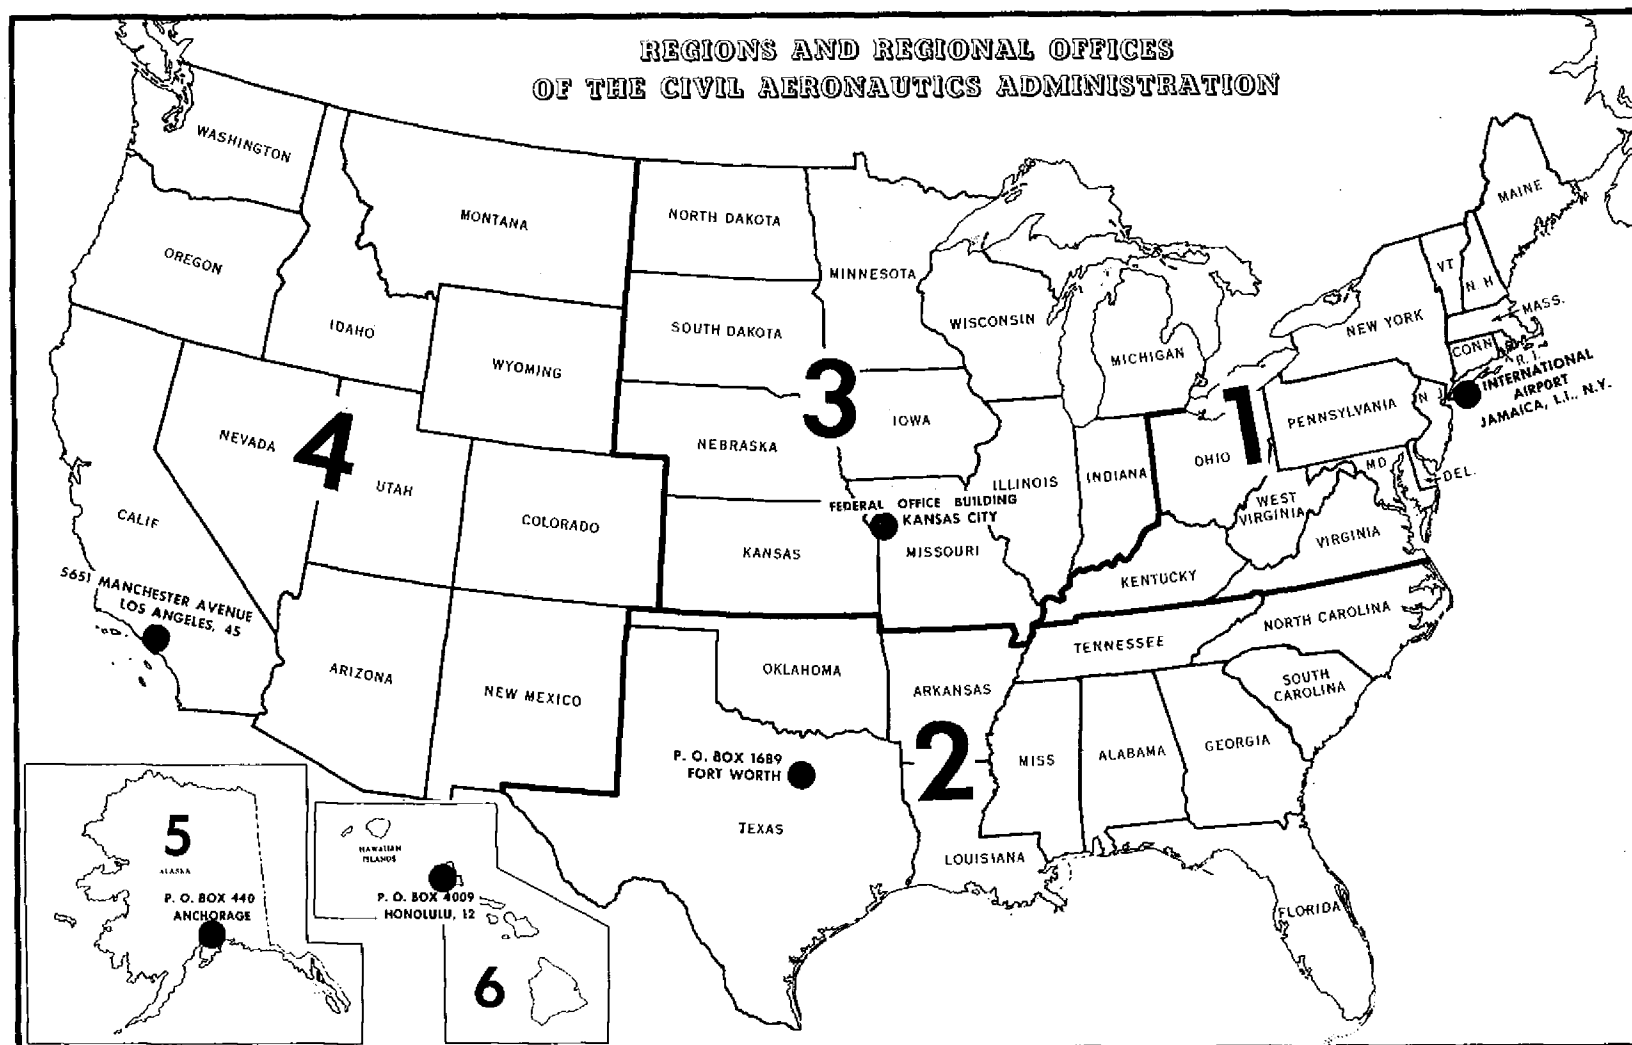 REGIONS AND REGIONAL OFFICES
OF THE CIVIL AERONAUTICS ADMINISTRATION
WASHINGTON
OREGON
IDAHO
MONTANA
WYOMING
NEVADA
4
UTAH
CALIF
COLORADO
ARIZONA
NEW MEXICO
5651 MANCHESTER AVENUE
LOS ANGELES, 45
NORTH DAKOTA
SOUTH DAKOTA
NEBRASKA
KANSAS
MINNESOTA
WISCONSIN
MICHIGAN
3
IOWA
ILLINOIS
INDIANA
FEDERAL OFFICE BUILDING
KANSAS CITY
MISSOURI
MAINE
VT
N H
MASS.
NEW YORK
CONN
R. I.
INTERNATIONAL
AIRPORT
JAMAICA, L.I., N.Y.
PENNSYLVANIA
N J
1
OHIO
MD
DEL.
WEST
VIRGINIA
VIRGINIA
KENTUCKY
NORTH CAROLINA
TENNESSEE
SOUTH
CAROLINA
OKLAHOMA
ARKANSAS
2
P. O. BOX 1689
FORT WORTH
TEXAS
LOUISIANA
MISS
ALABAMA
GEORGIA
FLORIDA
5
ALASKA
P. O. BOX 440
ANCHORAGE
HAWAIIAN
ISLANDS
P. O. BOX 4009
HONOLULU, 12
6